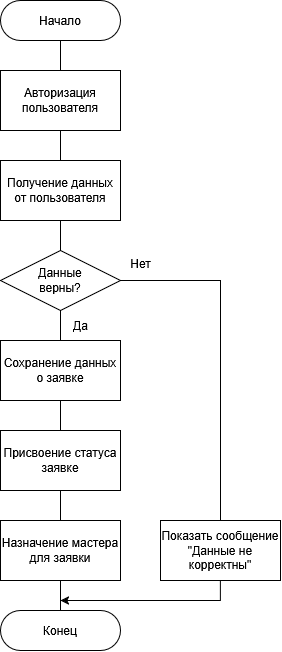 Начало
Авторизация
пользователя
Получение данных
от пользователя
Данные
верны?
Нет
Да
Сохранение данных
о заявке
Присвоение статуса
заявке
Назначение мастера
для заявки
Показать сообщение
"Данные не
корректны"
Конец